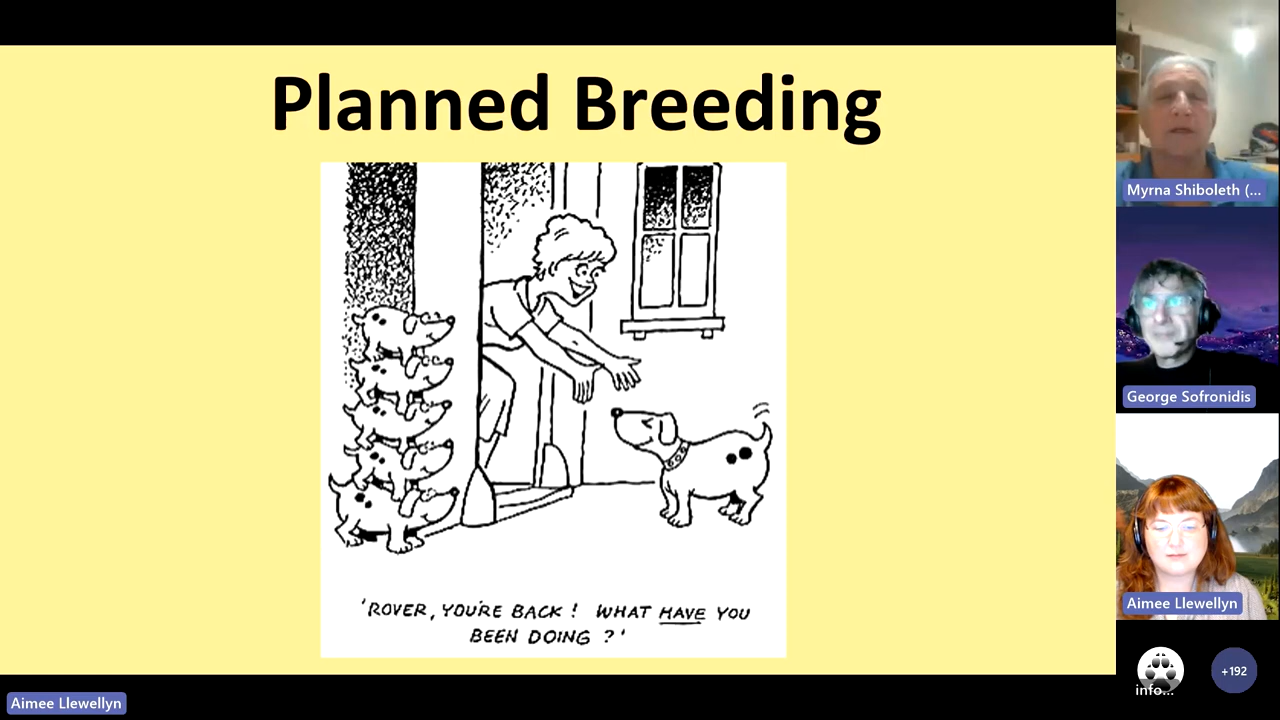 Planned Breeding
'ROVER, YOU'RE BACK! WHAT HAVE YOU
BEEN DOING?'
Myrna Shiboleth (...
George Sofronidis
Aimee Llewellyn
info...
+192
Aimee Llewellyn